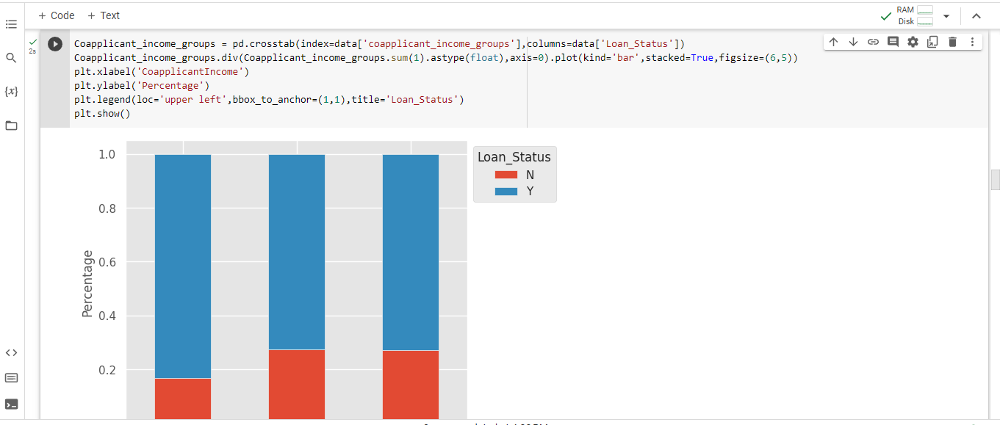 + Code + Text
RAM
Disk
2s
{x}
Coapplicant_income_groups = pd.crosstab(index=data['coapplicant_income_groups'],columns=data['Loan_Status'])
Coapplicant_income_groups.div(Coapplicant_income_groups.sum(1).astype(float),axis=0).plot(kind='bar',stacked=True,figsize=(6,5))
plt.xlabel('CoapplicantIncome')
plt.ylabel('Percentage')
plt.legend(loc='upper left',bbox_to_anchor=(1,1),title='Loan_Status')
plt.show()
Loan_Status
N
Y
1.0
0.8
0.6
0.4
0.2
Percentage